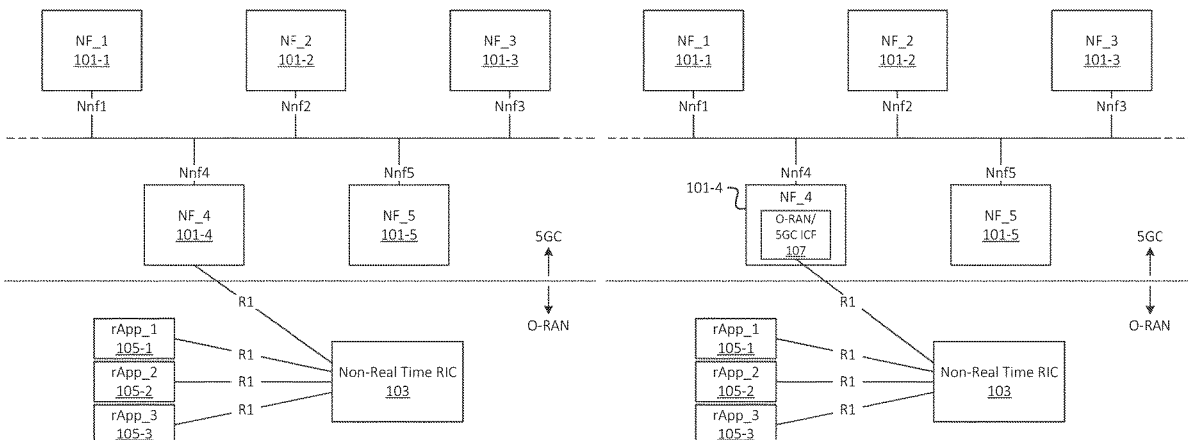 NF_1
101-1
NF_2
101-2
NF_3
101-3
Nnf1
Nnf2
Nnf3
Nnf4
Nnf5
NF_4
101-4
NF_5
101-5
5GC
O-RAN
R1
rApp_1
105-1
rApp_2
105-2
rApp_3
105-3
R1
R1
R1
Non-Real Time RIC
103
NF_1
101-1
NF_2
101-2
NF_3
101-3
Nnf1
Nnf2
Nnf3
Nnf4
Nnf5
101-4
NF_4
O-RAN/
5GC ICF
107
NF_5
101-5
5GC
O-RAN
R1
rApp_1
105-1
rApp_2
105-2
rApp_3
105-3
R1
R1
R1
Non-Real Time RIC
103